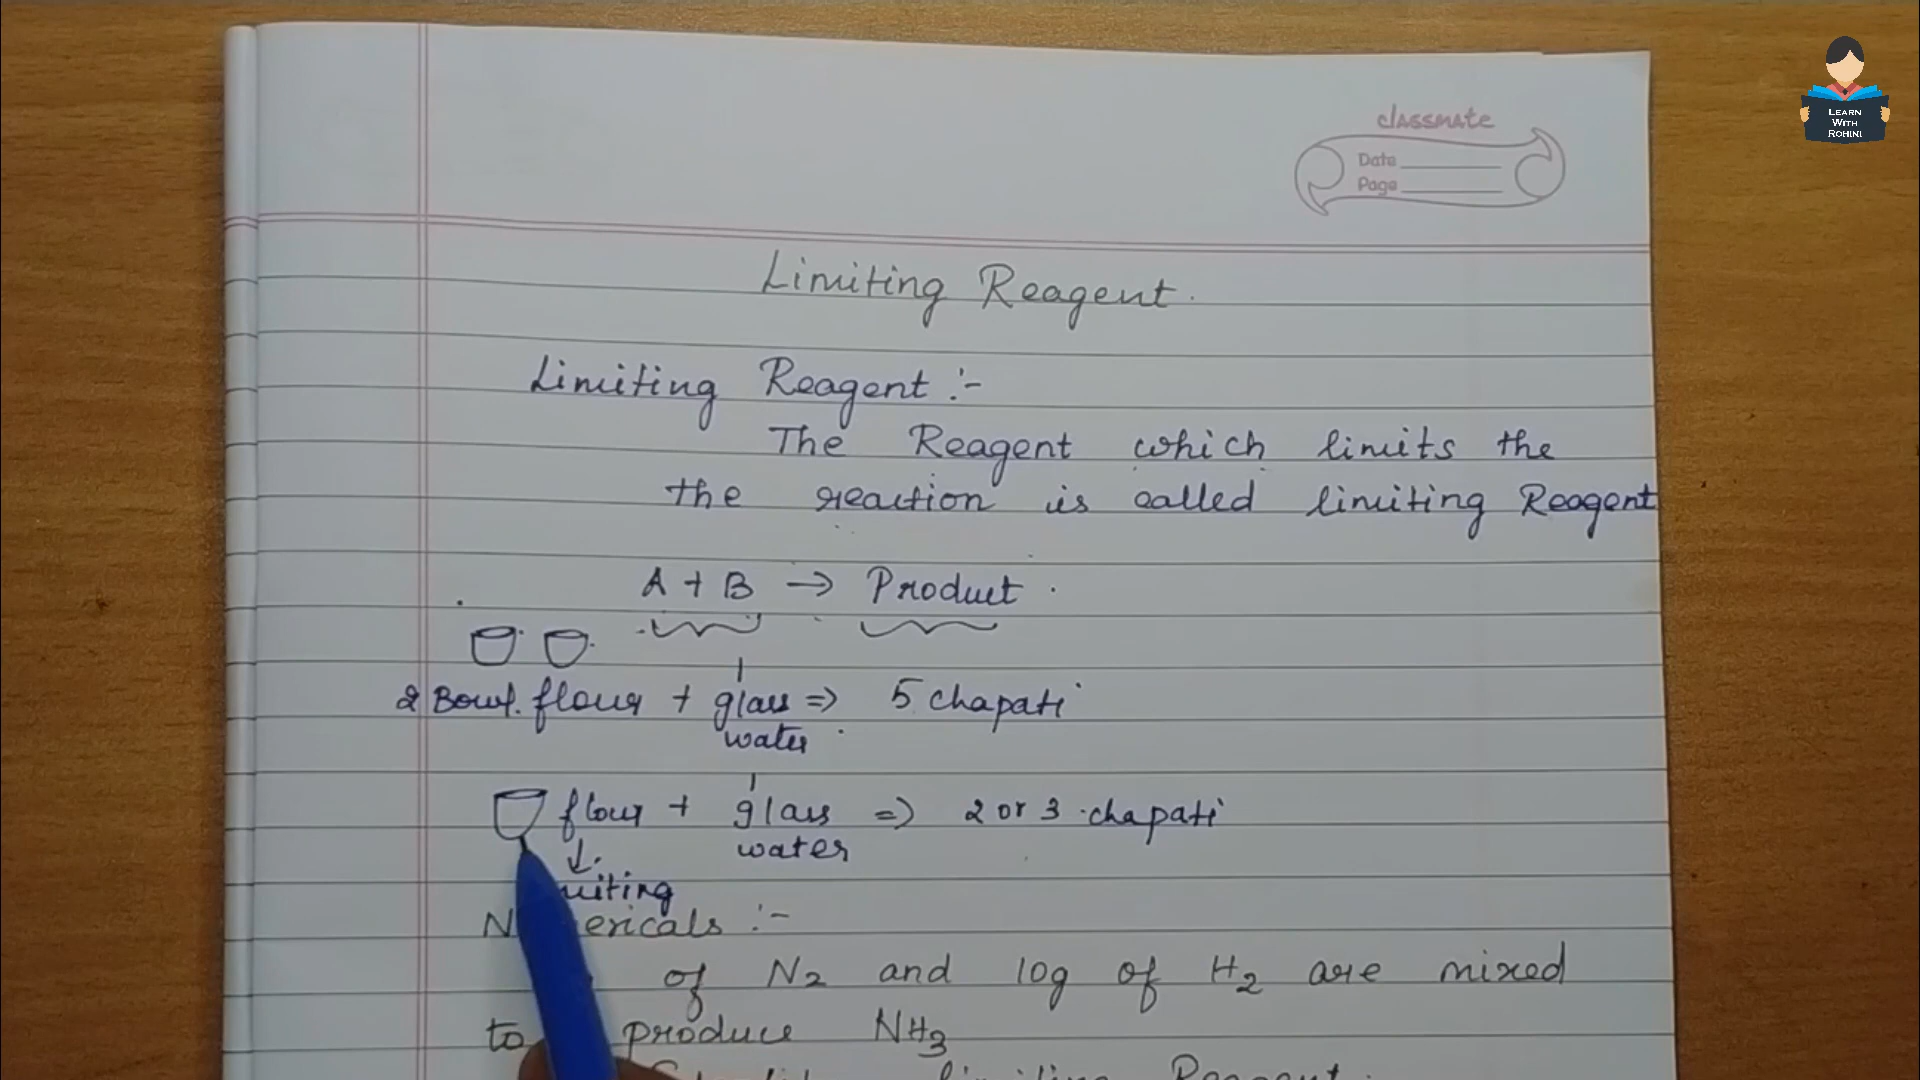 classmate
Date
Page
LEARN
WITH
ROHINI
Limiting Reagent.
Limiting Reagent :-
The Reagent which limits the
the reaction is called limiting Reagent
A + B → Product.
2 Bowl. flour + glass ⇒ 5 chapati
water
flour + glass ⇒ 2 or 3 chapati
water
of N2 and 10g of H2 are mixed
to produce NH3
limiting Reagent.